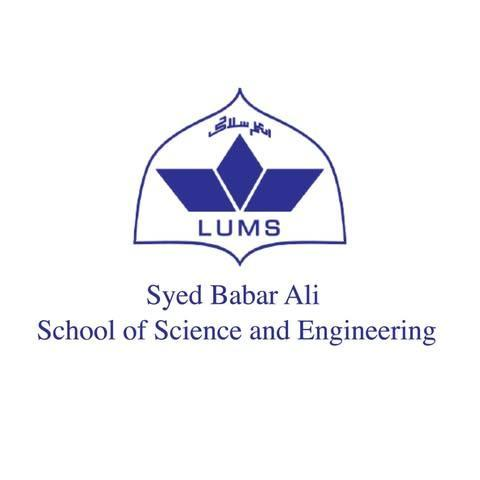 LUMS
Syed Babar Ali
School of Science and Engineering